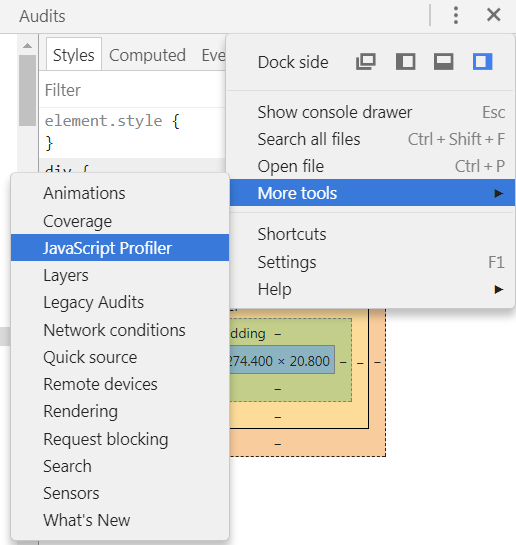 Audits
Styles Computed
Filter
element.style {
}
Dock side
Show console drawer Esc
Search all files Ctrl + Shift + F
Open file Ctrl + P
More tools
Shortcuts
Settings F1
Help
Animations
Coverage
JavaScript Profiler
Layers
Legacy Audits
Network conditions
Quick source
Remote devices
Rendering
Request blocking
Search
Sensors
What's New
dding –
274.400 × 20.800 – – –
–
–
–